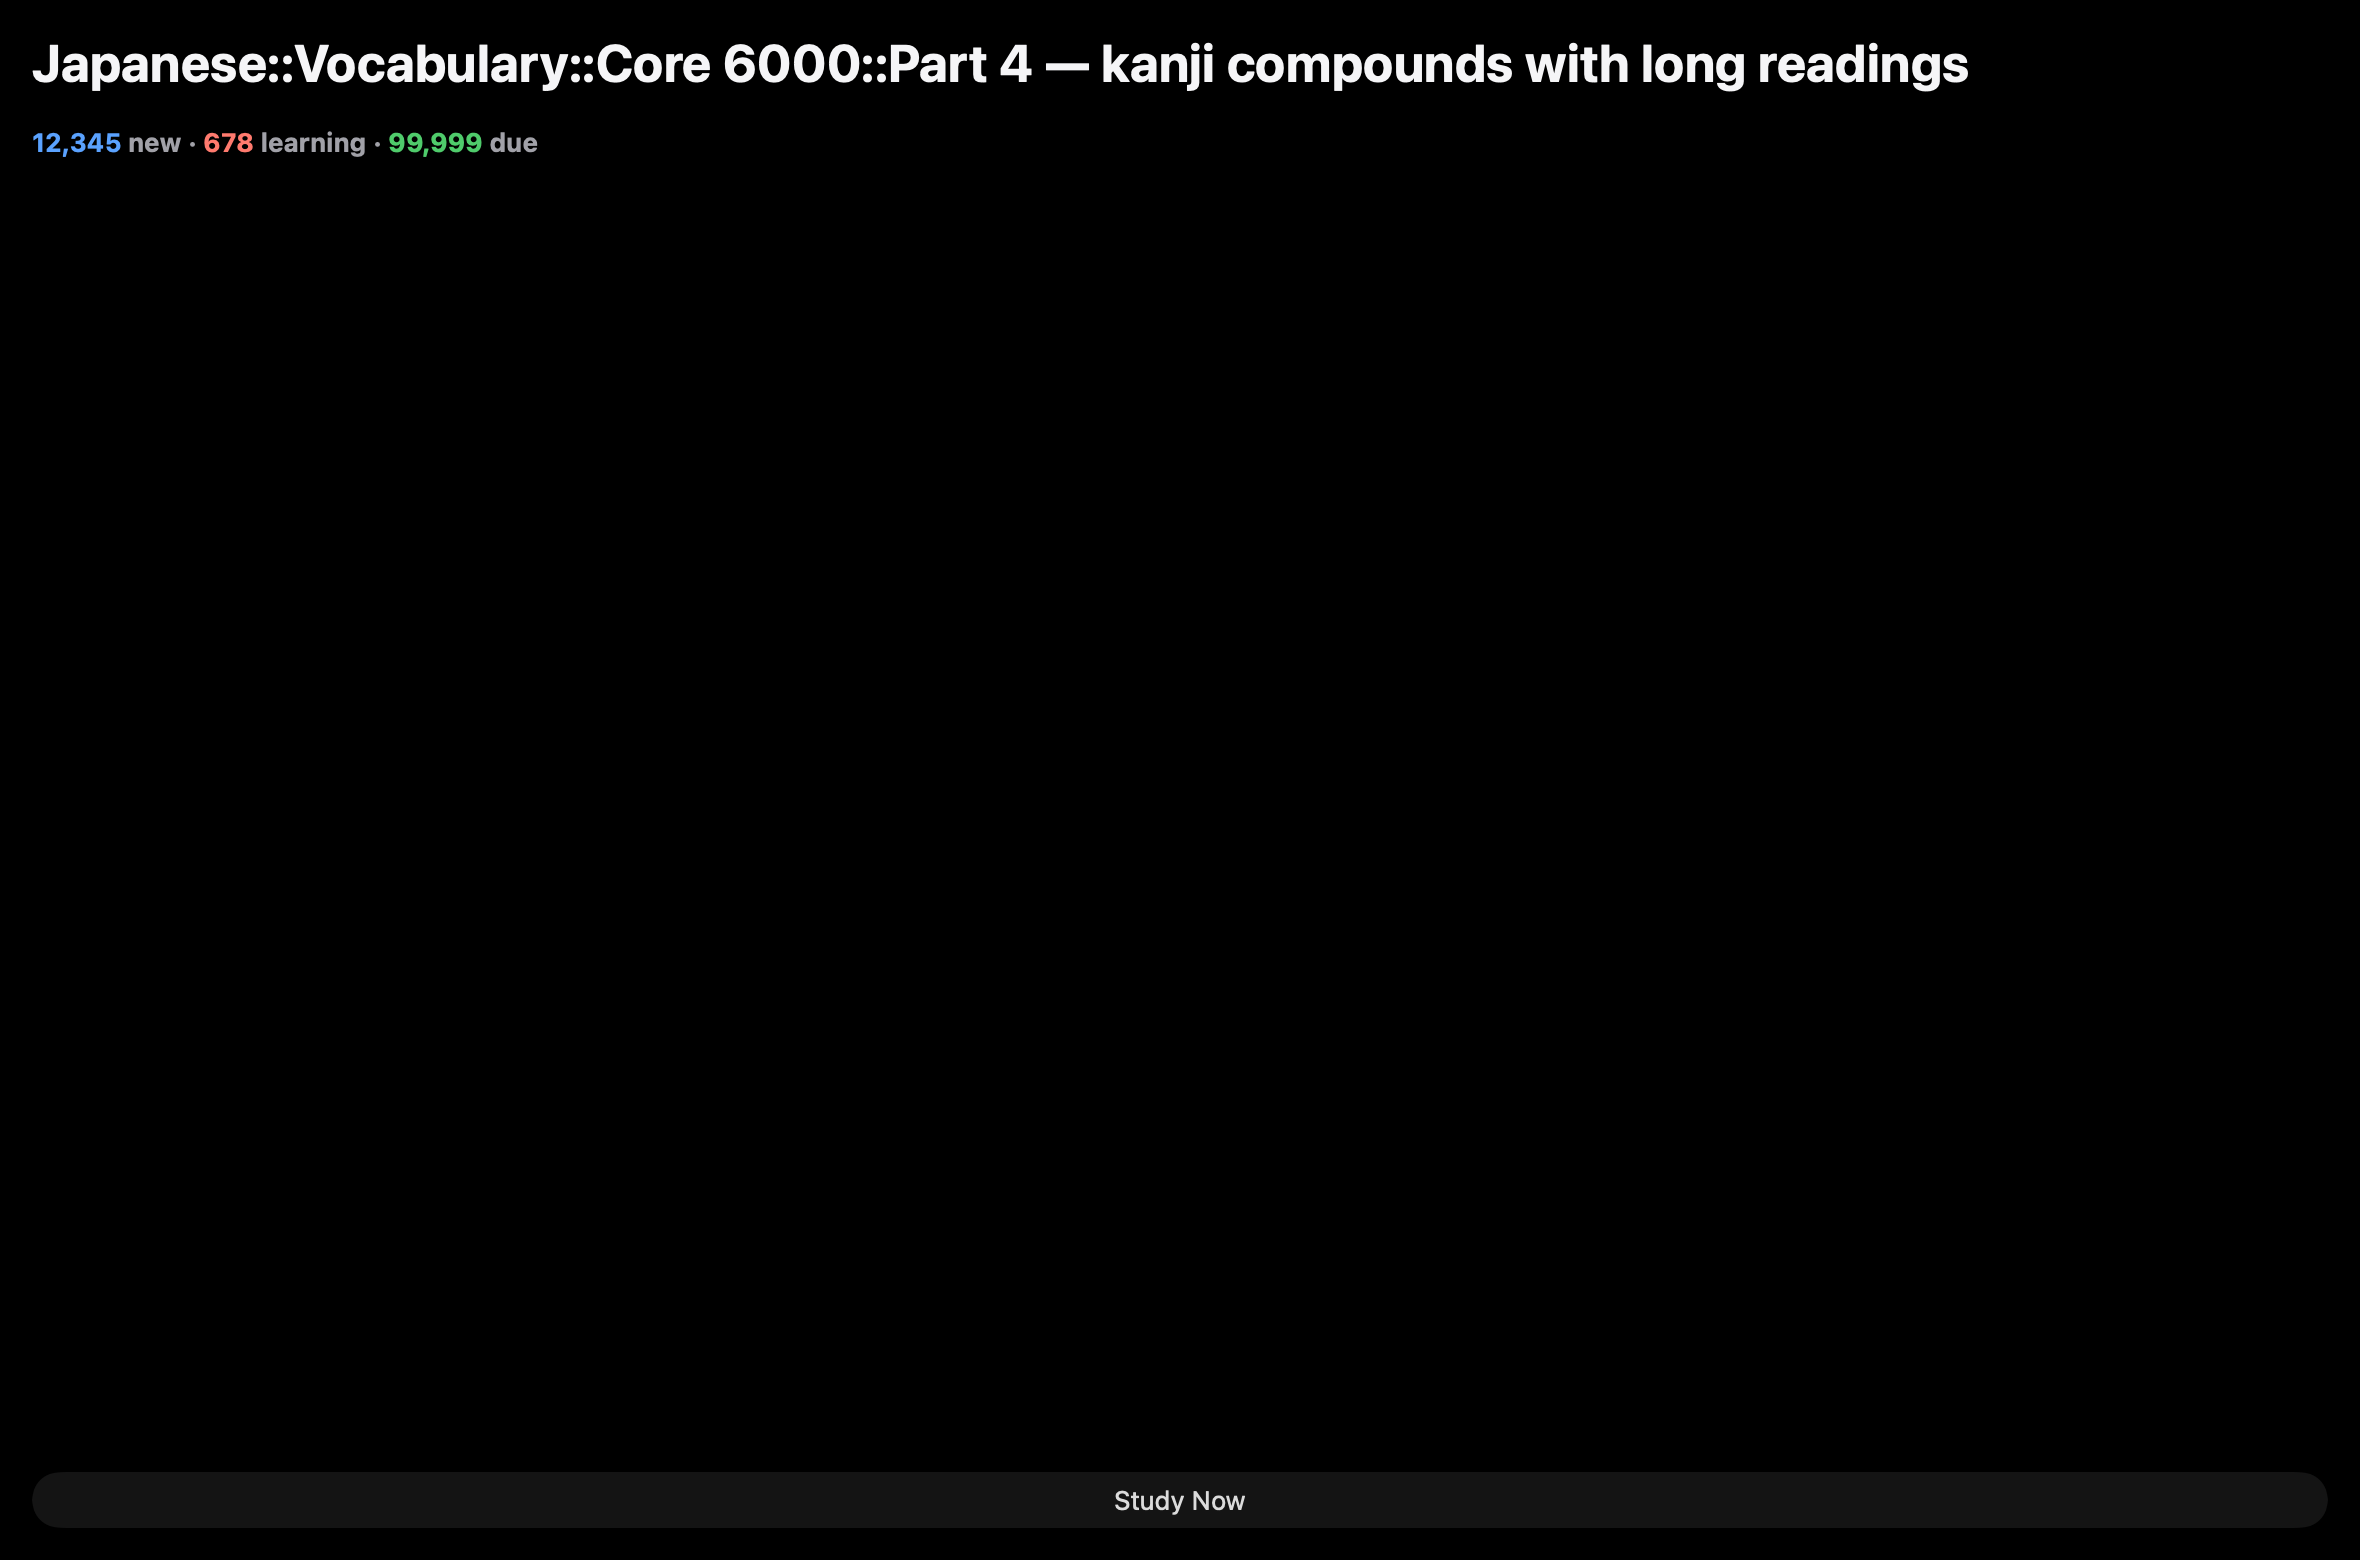 Japanese::Vocabulary::Core 6000::Part 4 — kanji compounds with long readings
12,345 new · 678 learning · 99,999 due
Study Now